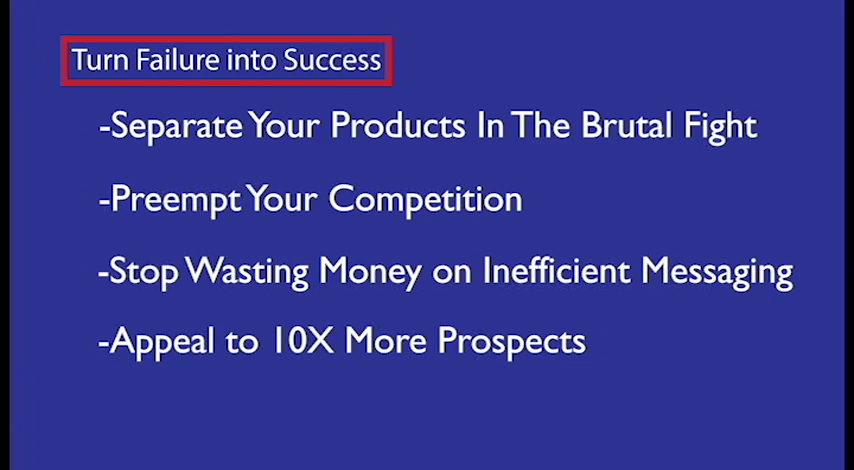 Turn Failure into Success
-Separate Your Products In The Brutal Fight
-Preempt Your Competition
-Stop Wasting Money on Inefficient Messaging
-Appeal to 10X More Prospects